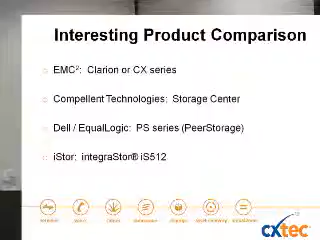 Interesting Product Comparison
EMC²: Clarion or CX series
Compellent Technologies: Storage Center
Dell / EqualLogic: PS series (PeerStorage)
iStor: integraStor® iS512
cxtec